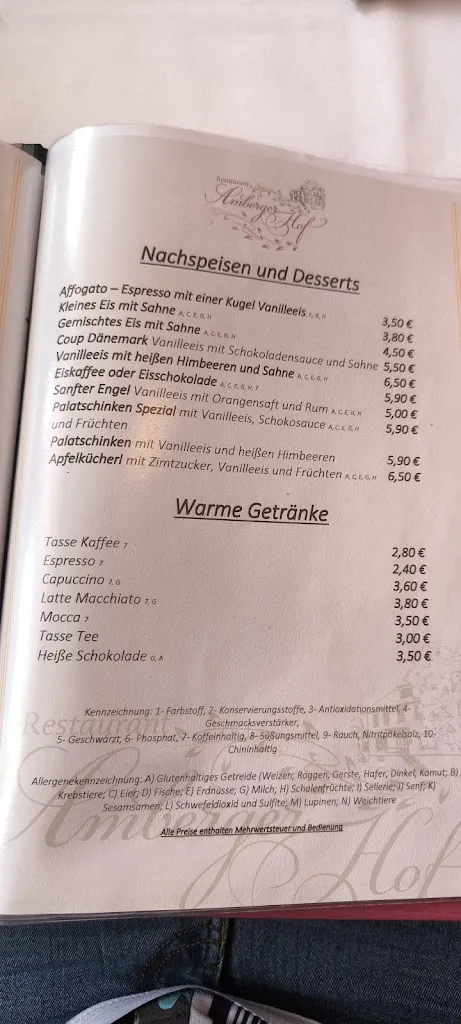 Restaurant
Amberger Hof
Nachspeisen und Desserts
Affogato – Espresso mit einer Kugel Vanilleeis C, G, H 3,50 €
Kleines Eis mit Sahne A, C, E, G, H 3,80 €
Gemischtes Eis mit Sahne A, C, E, G, H 4,50 €
Coup Dänemark Vanilleeis mit Schokoladensauce und Sahne 5,50 €
Vanilleeis mit heißen Himbeeren und Sahne A, C, E, G, H 6,50 €
Eiskaffee oder Eisschokolade A, C, E, G, H, 7 5,90 €
Sanfter Engel Vanilleeis mit Orangensaft und Rum A, C, E, G, H 5,00 €
Palatschinken Spezial mit Vanilleeis, Schokosauce A, C, E, G, H 5,90 €
und Früchten
Palatschinken mit Vanilleeis und heißen Himbeeren 5,90 €
Apfelkücherl mit Zimtzucker, Vanilleeis und Früchten A, C, E, G, H 6,50 €
Warme Getränke
Tasse Kaffee 7 2,80 €
Espresso 7 2,40 €
Capuccino 7, G 3,60 €
Latte Macchiato 7, G 3,80 €
Mocca 7 3,50 €
Tasse Tee 3,00 €
Heiße Schokolade G, A 3,50 €
Kennzeichnung: 1- Farbstoff, 2- Konservierungsstoffe, 3- Antioxidationsmittel, 4-
Geschmacksverstärker,
5- Geschwärzt, 6- Phosphat, 7- Koffeinhaltig, 8- Süßungsmittel, 9- Rauch, Nitritpökelsalz, 10-
Chininhaltig
Allergenekennzeichnung: A) Glutenhaltiges Getreide (Weizen, Roggen, Gerste, Hafer, Dinkel, Kamut; B)
Krebstiere; C) Eier; D) Fische; E) Erdnüsse; G) Milch; H) Schalenfrüchte; I) Sellerie; J) Senf; K)
Sesamsamen; L) Schwefeldioxid und Sulfite; M) Lupinen; N) Weichtiere
Alle Preise enthalten Mehrwertsteuer und Bedienung
Restaurant
Amberger Hof